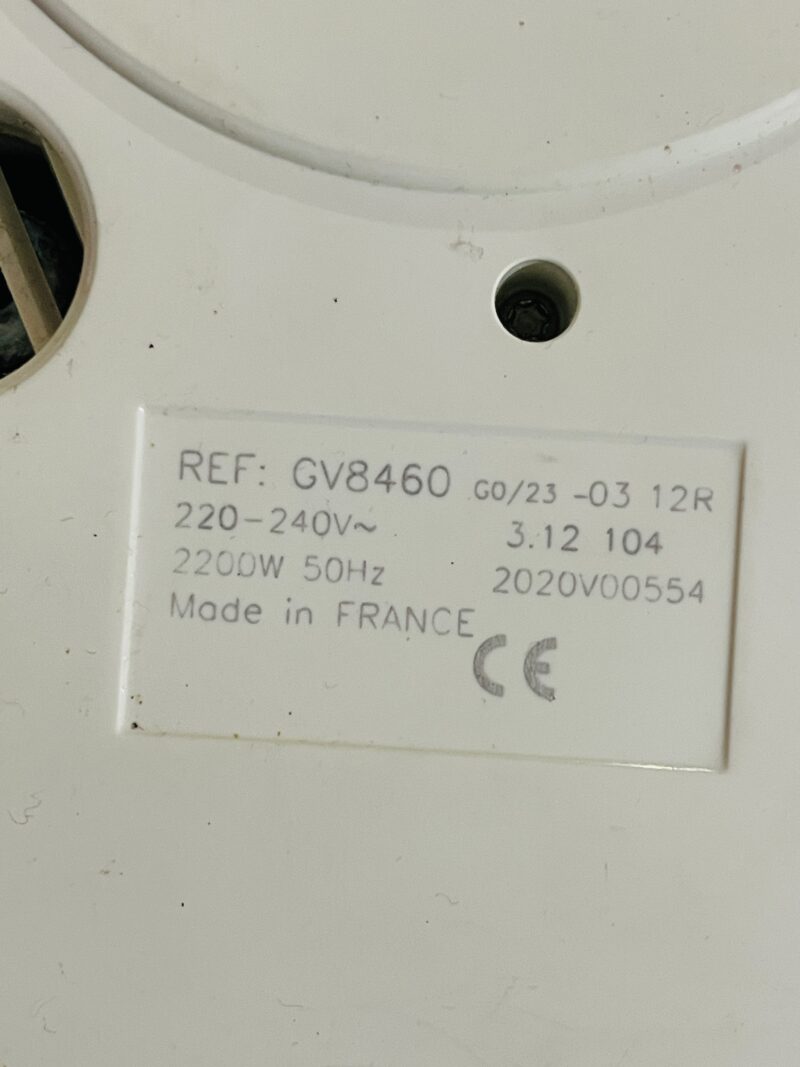 REF: GV8460 G0/23 -03 12R
220-240V~ 3.12 104
2200W 50Hz 2020V00554
Made in FRANCE
CE